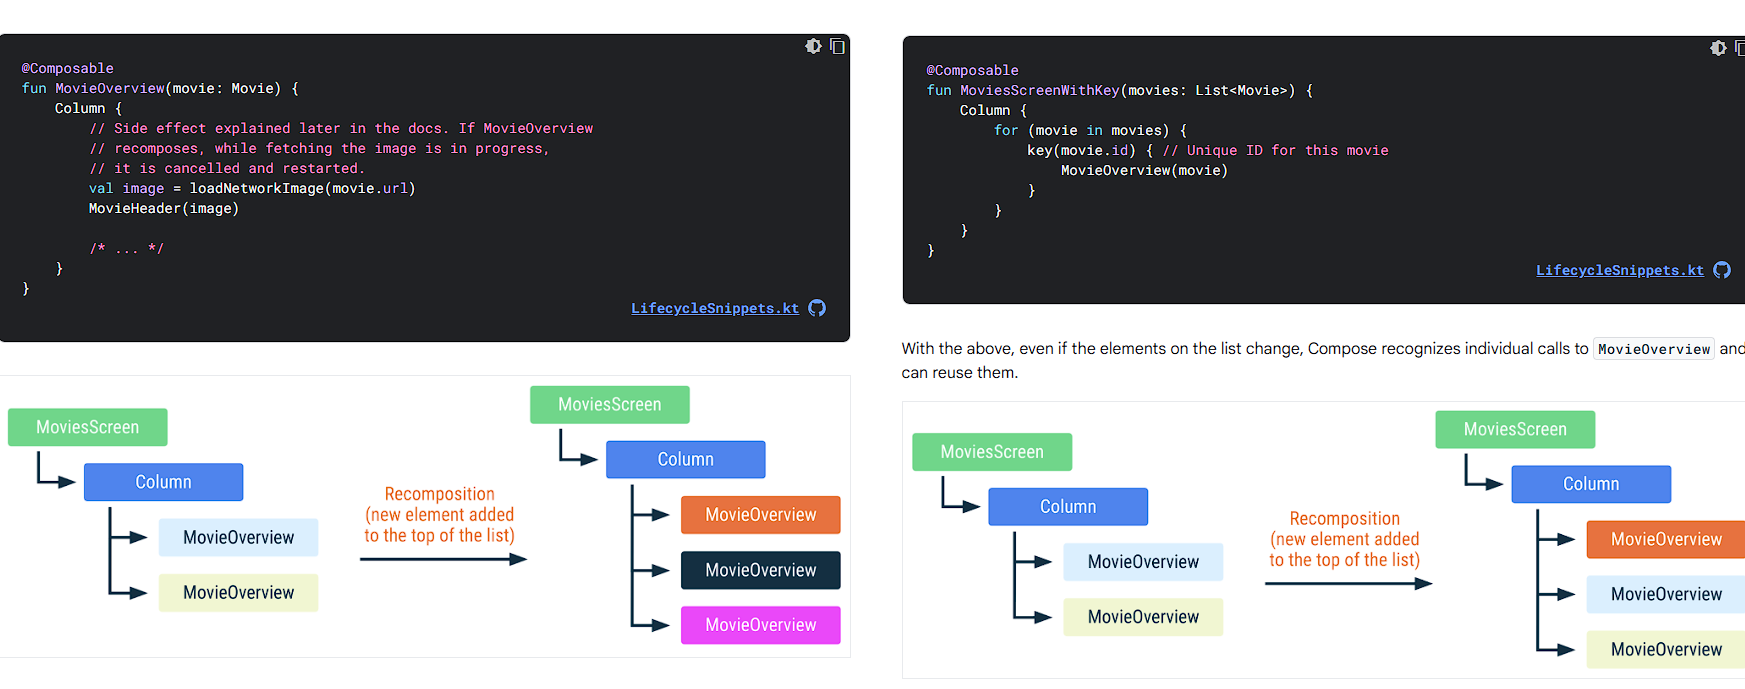 @Composable
fun MovieOverview(movie: Movie) {
    Column {
        // Side effect explained later in the docs. If MovieOverview
        // recomposes, while fetching the image is in progress,
        // it is cancelled and restarted.
        val image = loadNetworkImage(movie.url)
        MovieHeader(image)

        /* ... */
    }
}
LifecycleSnippets.kt
MoviesScreen
Column
MovieOverview
MovieOverview
Recomposition
(new element added
to the top of the list)
MoviesScreen
Column
MovieOverview
MovieOverview
MovieOverview
@Composable
fun MoviesScreenWithKey(movies: List<Movie>) {
    Column {
        for (movie in movies) {
            key(movie.id) { // Unique ID for this movie
                MovieOverview(movie)
            }
        }
    }
}
LifecycleSnippets.kt
With the above, even if the elements on the list change, Compose recognizes individual calls to MovieOverview and
can reuse them.
MoviesScreen
Column
MovieOverview
MovieOverview
Recomposition
(new element added
to the top of the list)
MoviesScreen
Column
MovieOverview
MovieOverview
MovieOverview